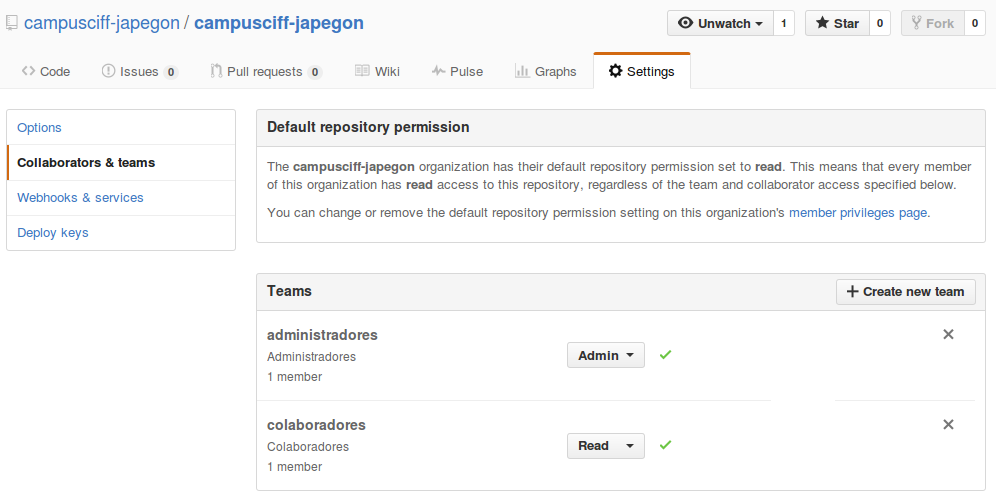 campusciff-japegon / campusciff-japegon
Unwatch 1 Star 0 Fork 0
Code Issues 0 Pull requests 0 Wiki Pulse Graphs Settings
Options
Collaborators & teams
Webhooks & services
Deploy keys
Default repository permission
The campusciff-japegon organization has their default repository permission set to read. This means that every member
of this organization has read access to this repository, regardless of the team and collaborator access specified below.
You can change or remove the default repository permission setting on this organization's member privileges page.
Teams
Create new team
administradores
Administradores
1 member
Admin
colaboradores
Colaboradores
1 member
Read